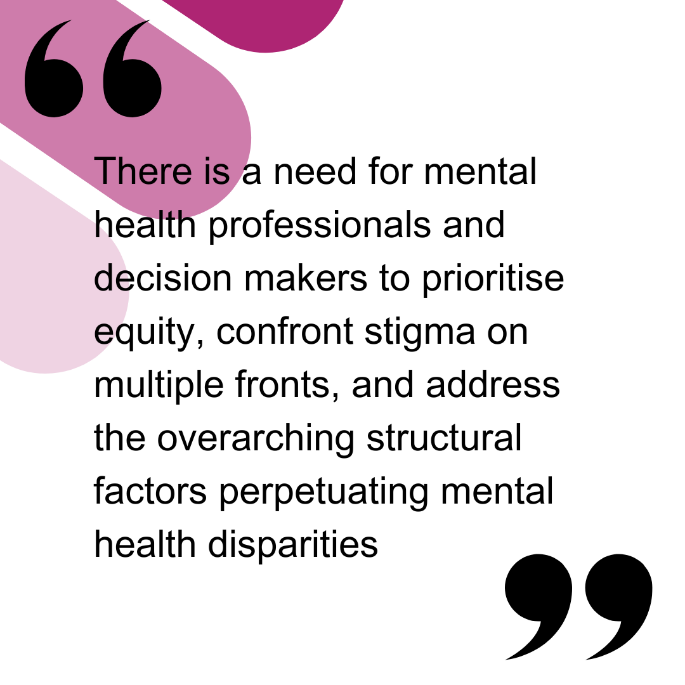 There is a need for mental
health professionals and
decision makers to prioritise
equity, confront stigma on
multiple fronts, and address
the overarching structural
factors perpetuating mental
health disparities